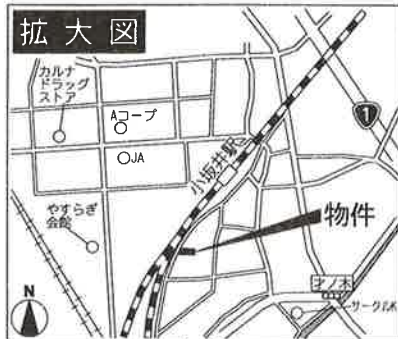 拡大図
カルナ
ドラッグ
ストア
Aコープ
JA
小坂井駅
1
やすらぎ
会館
物件
才ノ木
サークルK
N